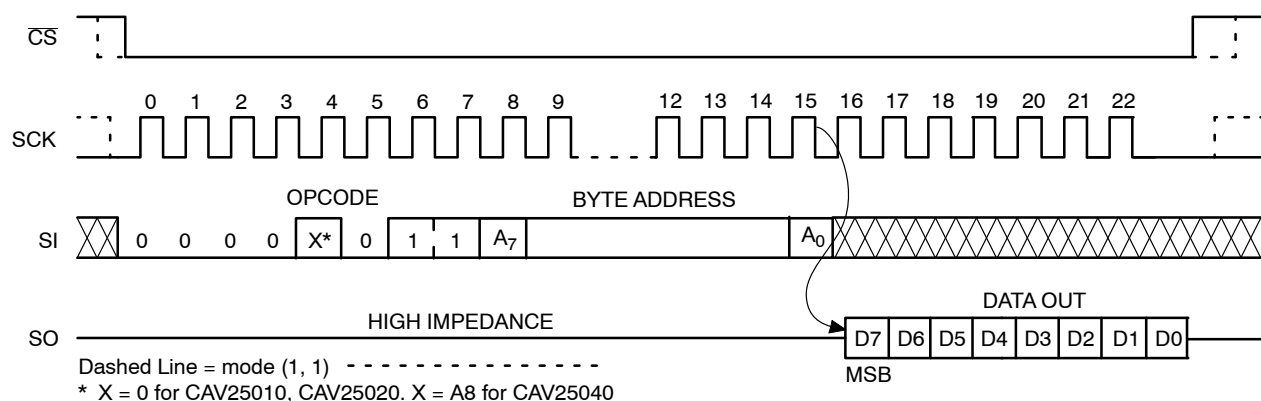 CS
0 1 2 3 4 5 6 7 8 9 12 13 14 15 16 17 18 19 20 21 22
SCK
OPCODE BYTE ADDRESS
SI 0 0 0 0 X* 0 1 1 A7 A0
DATA OUT
HIGH IMPEDANCE
SO D7 D6 D5 D4 D3 D2 D1 D0
Dashed Line = mode (1, 1)
MSB
* X = 0 for CAV25010, CAV25020. X = A8 for CAV25040